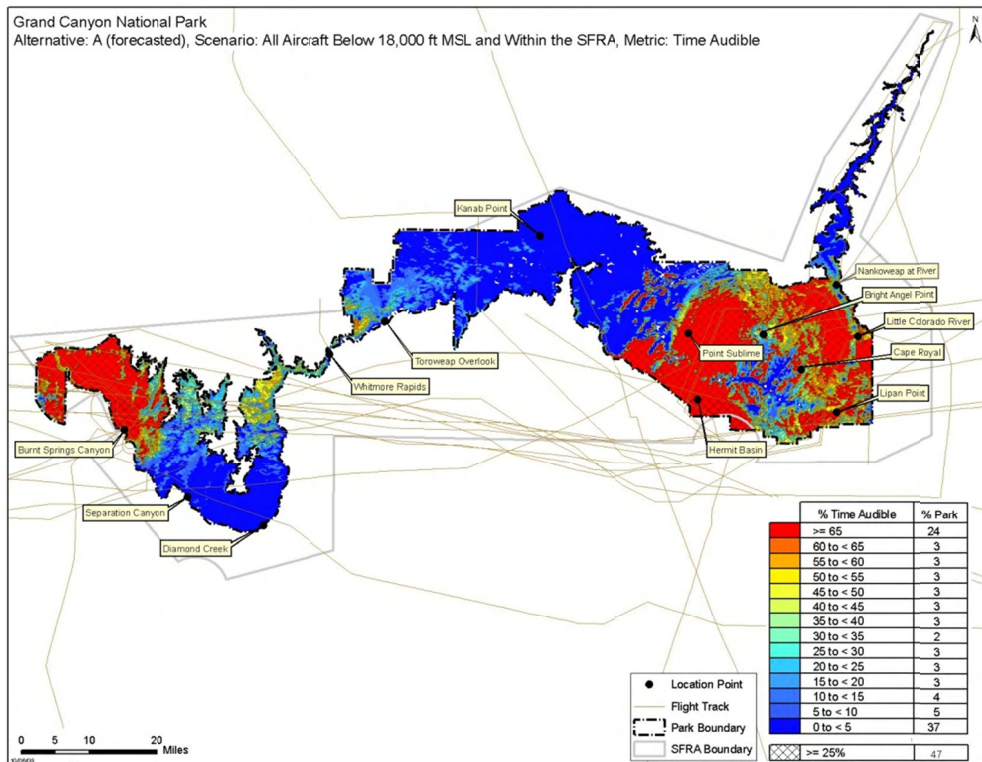 Grand Canyon National Park
Alternative: A (forecasted), Scenario: All Aircraft Below 18,000 ft MSL and Within the SFRA, Metric: Time Audible
N
Kanab Point
Nankoweap at River
Bright Angel Point
Little Colorado River
Point Sublime
Cape Royal
Toroweap Overlook
Whitmore Rapids
Lipan Point
Burnt Springs Canyon
Hermit Basin
Separation Canyon
Diamond Creek
% Time Audible % Park
>= 65 24
60 to < 65 3
55 to < 60 3
50 to < 55 3
45 to < 50 3
40 to < 45 3
35 to < 40 3
30 to < 35 2
25 to < 30 3
20 to < 25 3
15 to < 20 3
10 to < 15 4
5 to < 10 5
0 to < 5 37
>= 25% 47
Location Point
Flight Track
Park Boundary
SFRA Boundary
0 5 10 20
Miles